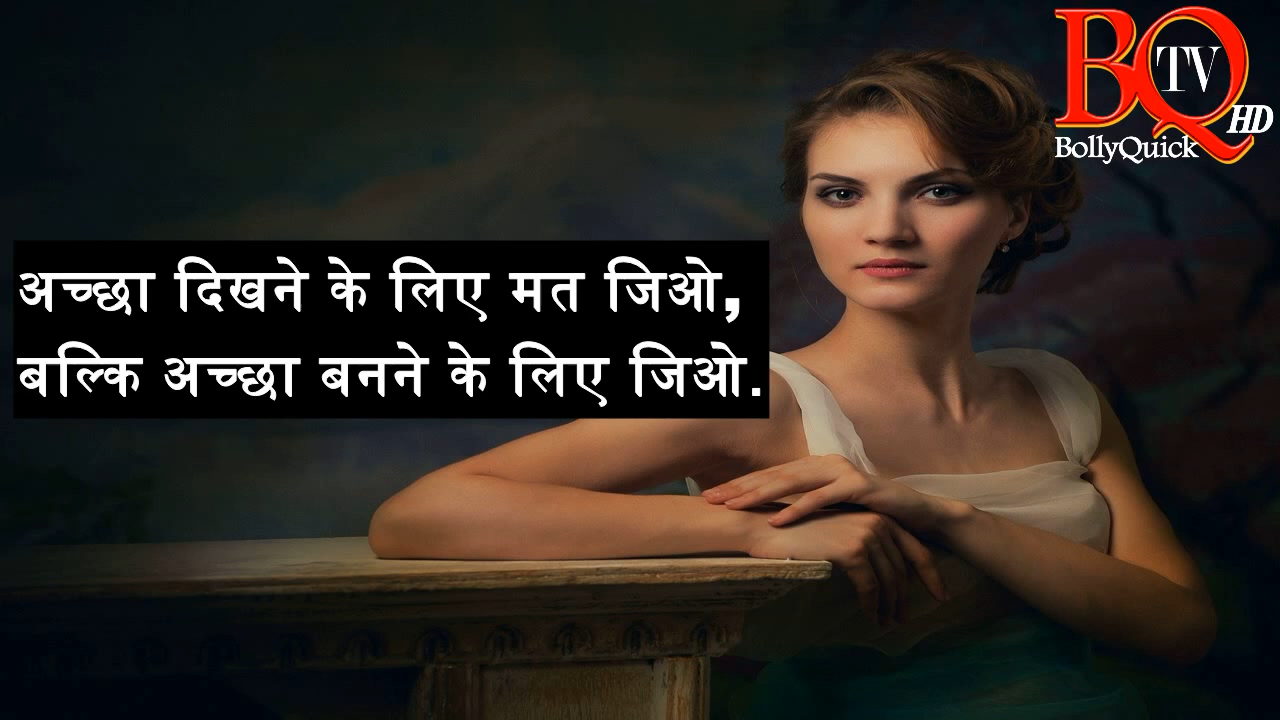 BQ TV HD
BollyQuick
अच्छा दिखने के लिए मत जिओ,
बल्कि अच्छा बनने के लिए जिओ.